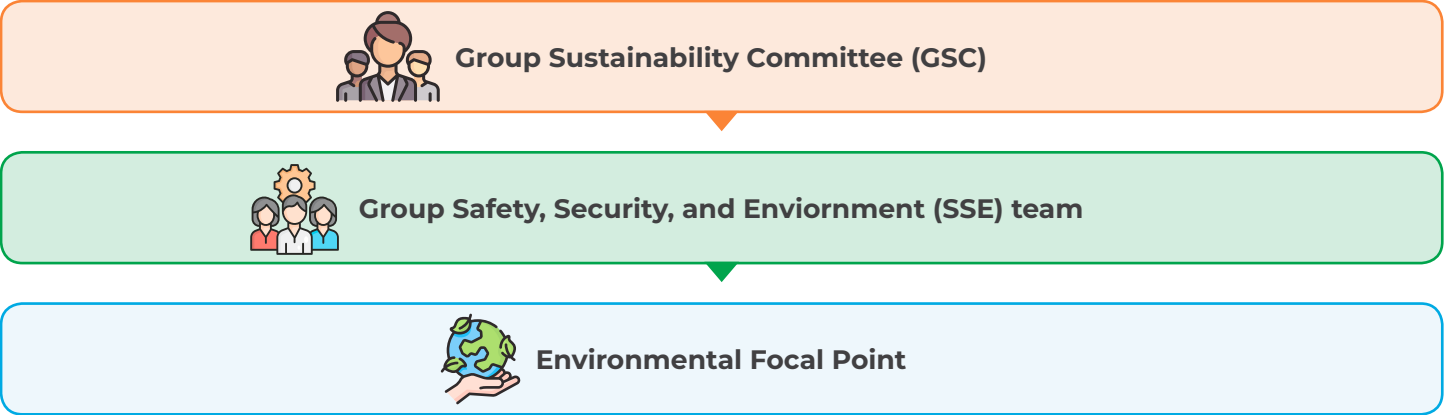 Group Sustainability Committee (GSC)
Group Safety, Security, and Enviornment (SSE) team
Environmental Focal Point